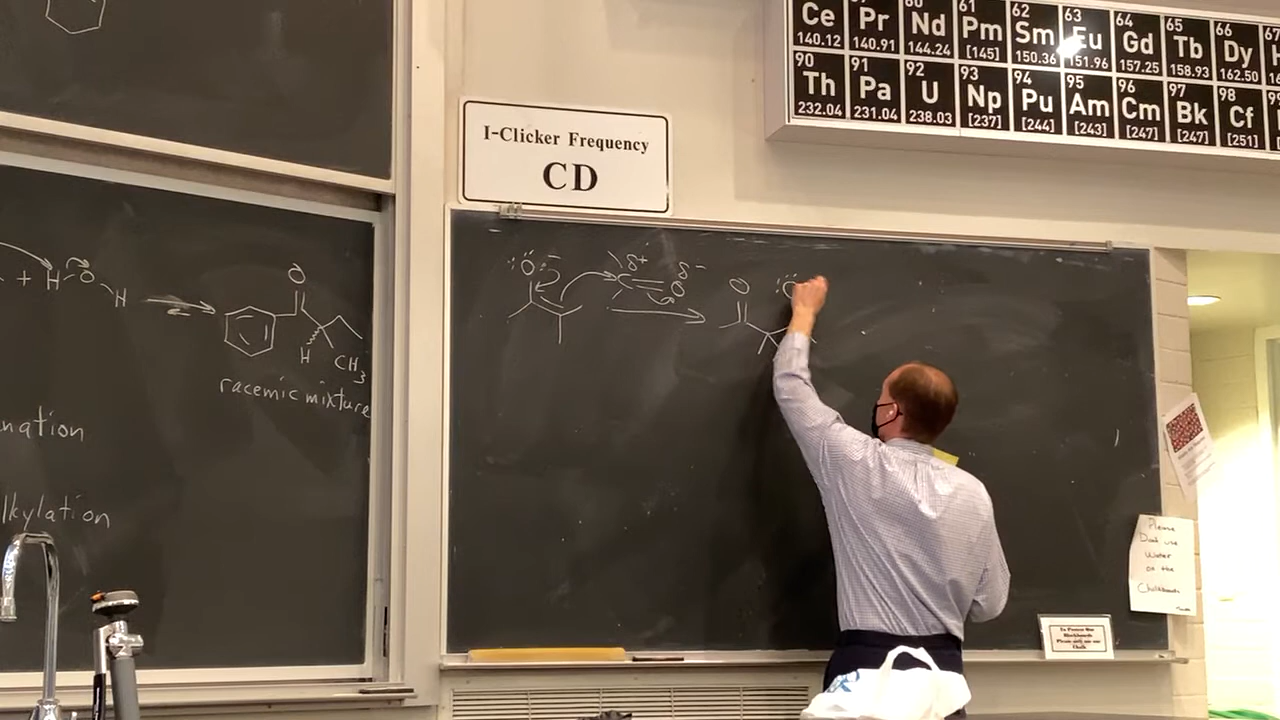 Ce Pr Nd Pm Sm Eu Gd Tb Dy
140.12 140.91 144.24 [145] 150.36 151.96 157.25 158.93 162.50
61 62 63 64 65 66 67
90 91 92 93 94 95 96 97 98
Th Pa U Np Pu Am Cm Bk Cf
232.04 231.04 238.03 [237] [244] [243] [247] [247] [251]
I-Clicker Frequency
CD
+ H O H
O
H
CH3
racemic mixture
nation
lkylation
:O: -
C δ+ O δ-
O
O
Please
Don't use
Water
on the
Chalkboards